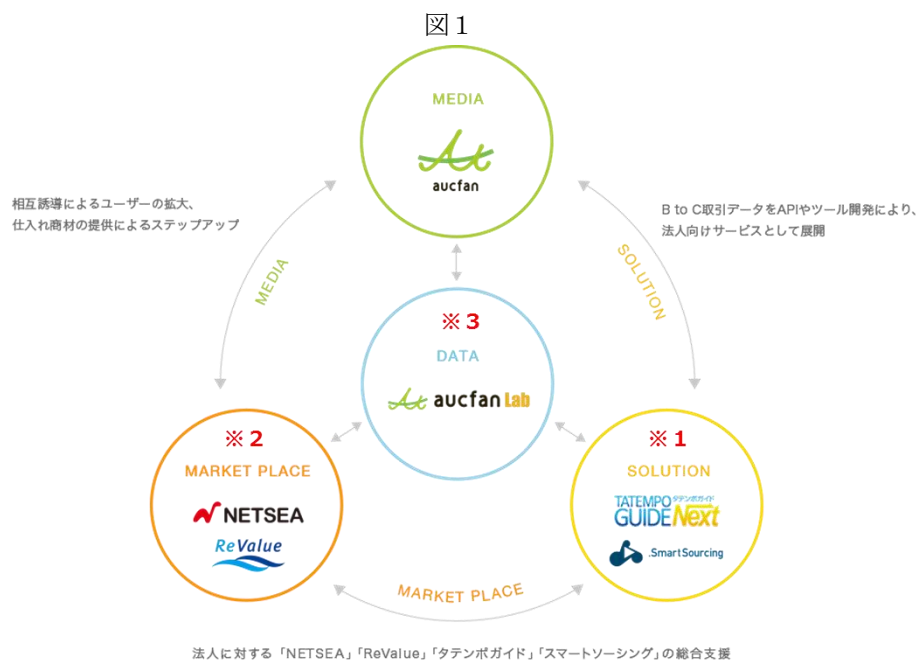 図1
MEDIA
aucfan
相互誘導によるユーザーの拡大、
仕入れ商材の提供によるステップアップ
B to C取引データをAPIやツール開発により、
法人向けサービスとして展開
MEDIA
SOLUTION
※3
DATA
aucfan Lab
※2
MARKET PLACE
NETSEA
ReValue
※1
SOLUTION
TATEMPO タテンポガイド
GUIDE Next
.SmartSourcing
MARKET PLACE
法人に対する「NETSEA」「ReValue」「タテンポガイド」「スマートソーシング」の総合支援